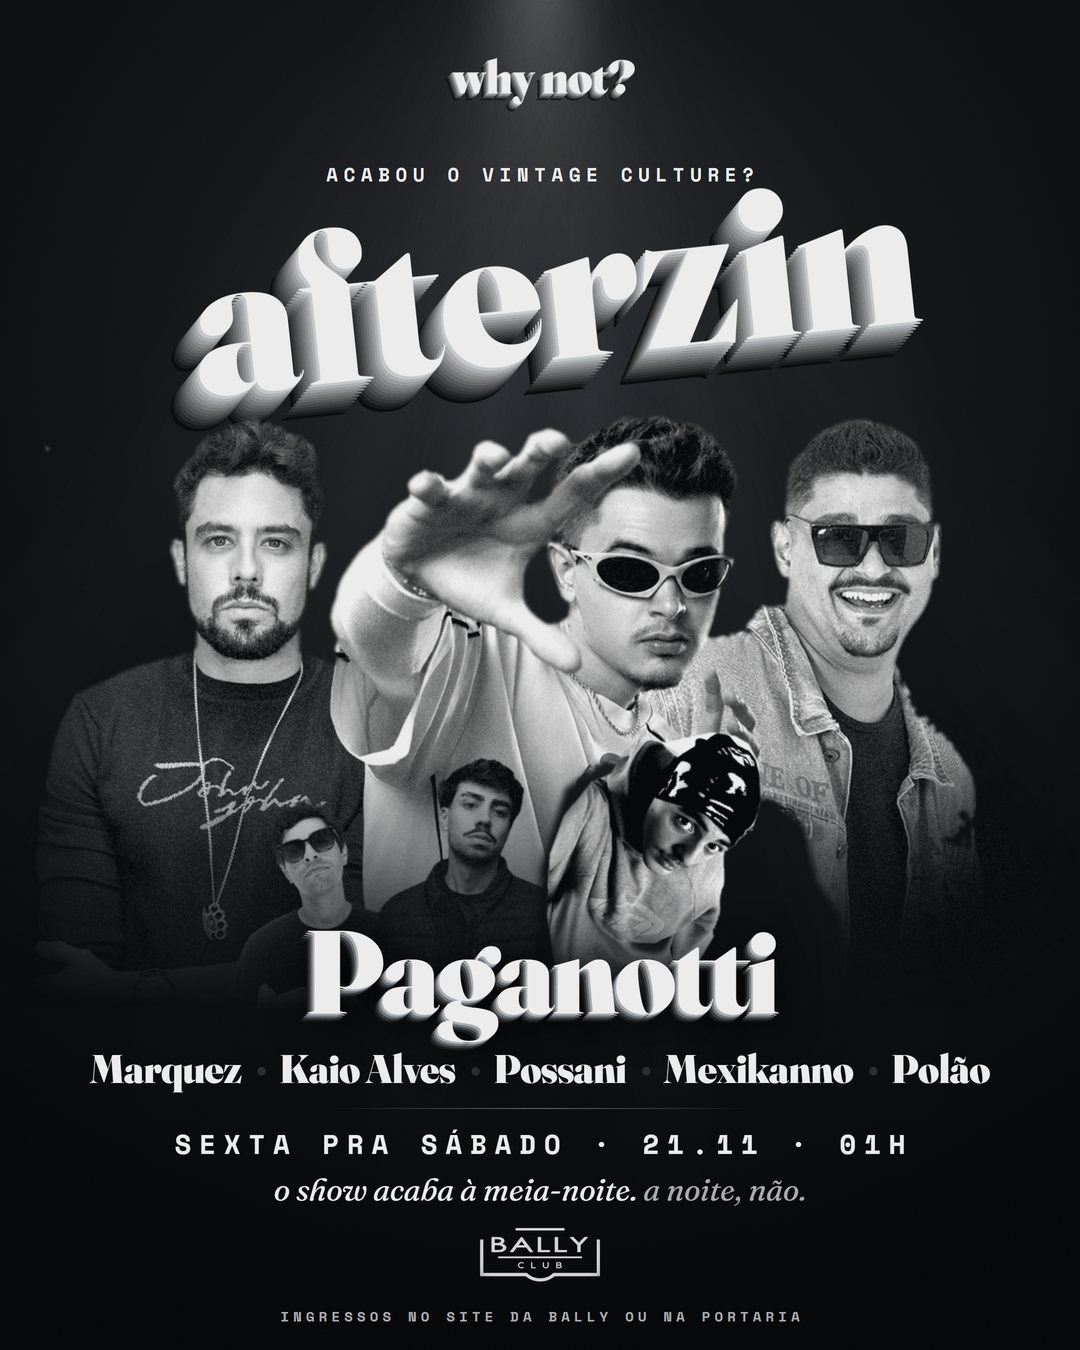 why not?
ACABOU O VINTAGE CULTURE?
afterzin
E OF
Paganotti
Marquez • Kaio Alves • Possani • Mexikanno • Polão
SEXTA PRA SÁBADO · 21.11 · 01H
o show acaba à meia-noite. a noite, não.
BALLY
CLUB
INGRESSOS NO SITE DA BALLY OU NA PORTARIA